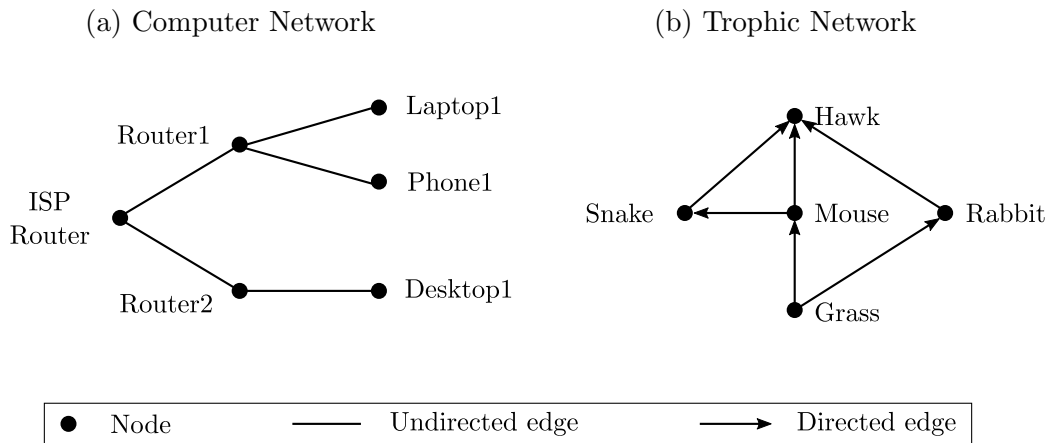 (a) Computer Network
(b) Trophic Network
Laptop1
Router1
Phone1
ISP
Router
Router2
Desktop1
Hawk
Snake
Mouse
Rabbit
Grass
Node
Undirected edge
Directed edge